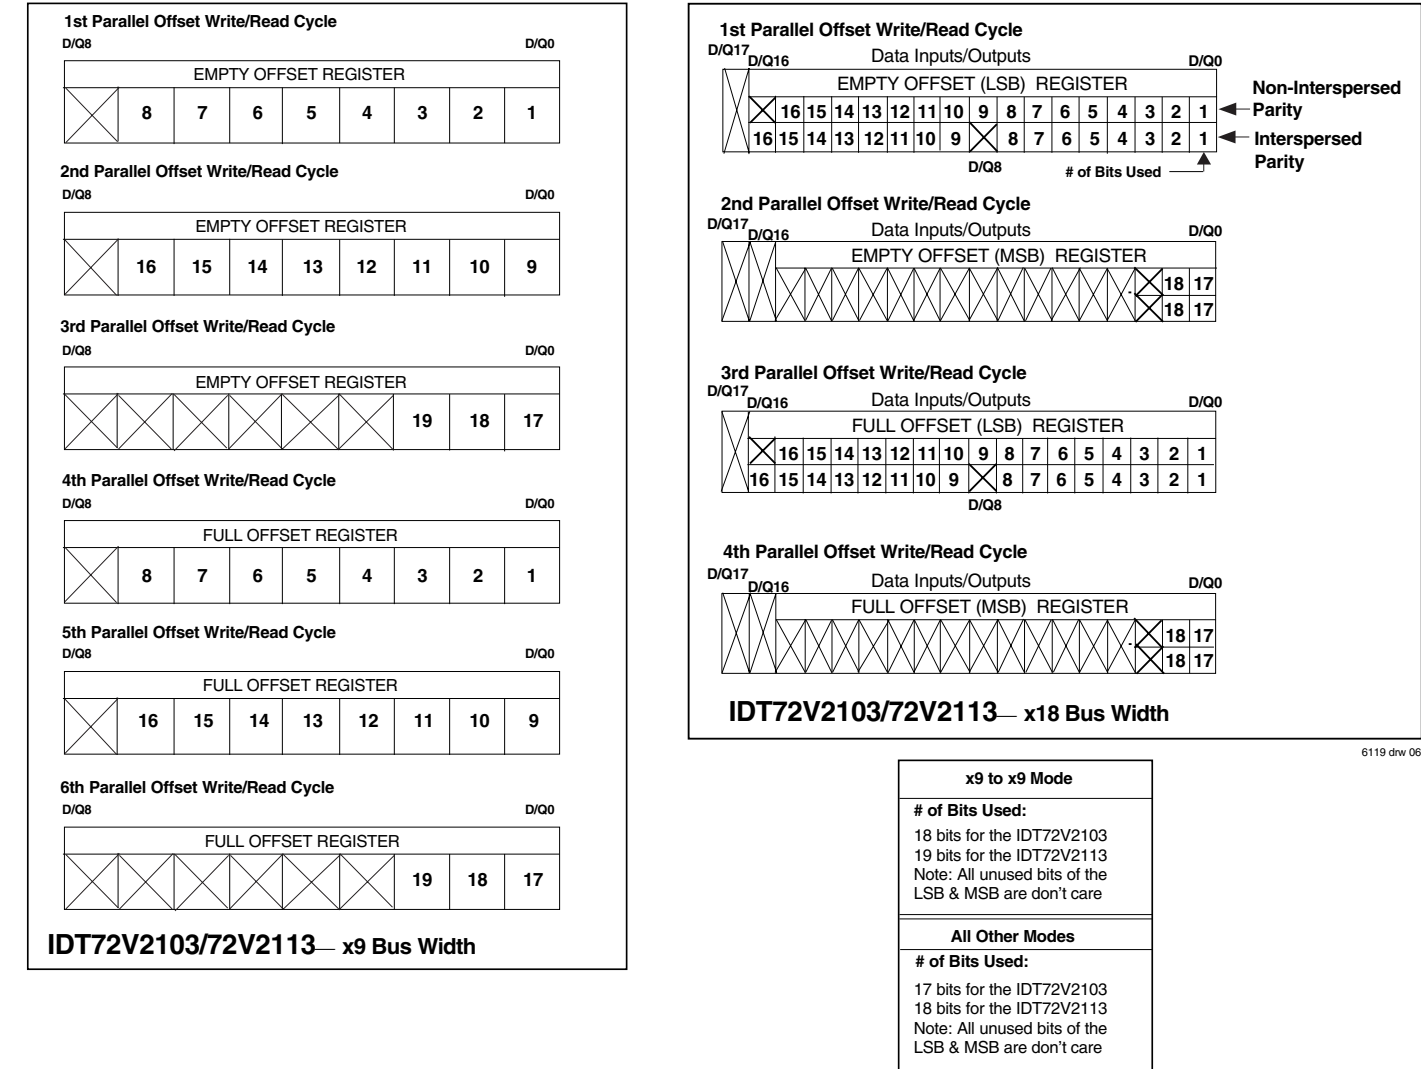 1st Parallel Offset Write/Read Cycle
D/Q8 D/Q0
EMPTY OFFSET REGISTER
8 7 6 5 4 3 2 1
2nd Parallel Offset Write/Read Cycle
D/Q8 D/Q0
EMPTY OFFSET REGISTER
16 15 14 13 12 11 10 9
3rd Parallel Offset Write/Read Cycle
D/Q8 D/Q0
EMPTY OFFSET REGISTER
19 18 17
4th Parallel Offset Write/Read Cycle
D/Q8 D/Q0
FULL OFFSET REGISTER
8 7 6 5 4 3 2 1
5th Parallel Offset Write/Read Cycle
D/Q8 D/Q0
FULL OFFSET REGISTER
16 15 14 13 12 11 10 9
6th Parallel Offset Write/Read Cycle
D/Q8 D/Q0
FULL OFFSET REGISTER
19 18 17
IDT72V2103/72V2113— x9 Bus Width
1st Parallel Offset Write/Read Cycle
D/Q17 D/Q16 Data Inputs/Outputs D/Q0
EMPTY OFFSET (LSB) REGISTER
16 15 14 13 12 11 10 9 8 7 6 5 4 3 2 1
16 15 14 13 12 11 10 9 8 7 6 5 4 3 2 1
Non-Interspersed
Parity
Interspersed
Parity
D/Q8
# of Bits Used
2nd Parallel Offset Write/Read Cycle
D/Q17 D/Q16 Data Inputs/Outputs D/Q0
EMPTY OFFSET (MSB) REGISTER
18 17
18 17
3rd Parallel Offset Write/Read Cycle
D/Q17 D/Q16 Data Inputs/Outputs D/Q0
FULL OFFSET (LSB) REGISTER
16 15 14 13 12 11 10 9 8 7 6 5 4 3 2 1
16 15 14 13 12 11 10 9 8 7 6 5 4 3 2 1
D/Q8
4th Parallel Offset Write/Read Cycle
D/Q17 D/Q16 Data Inputs/Outputs D/Q0
FULL OFFSET (MSB) REGISTER
18 17
18 17
IDT72V2103/72V2113— x18 Bus Width
6119 drw 06
x9 to x9 Mode
# of Bits Used:
18 bits for the IDT72V2103
19 bits for the IDT72V2113
Note: All unused bits of the
LSB & MSB are don't care
All Other Modes
# of Bits Used:
17 bits for the IDT72V2103
18 bits for the IDT72V2113
Note: All unused bits of the
LSB & MSB are don't care